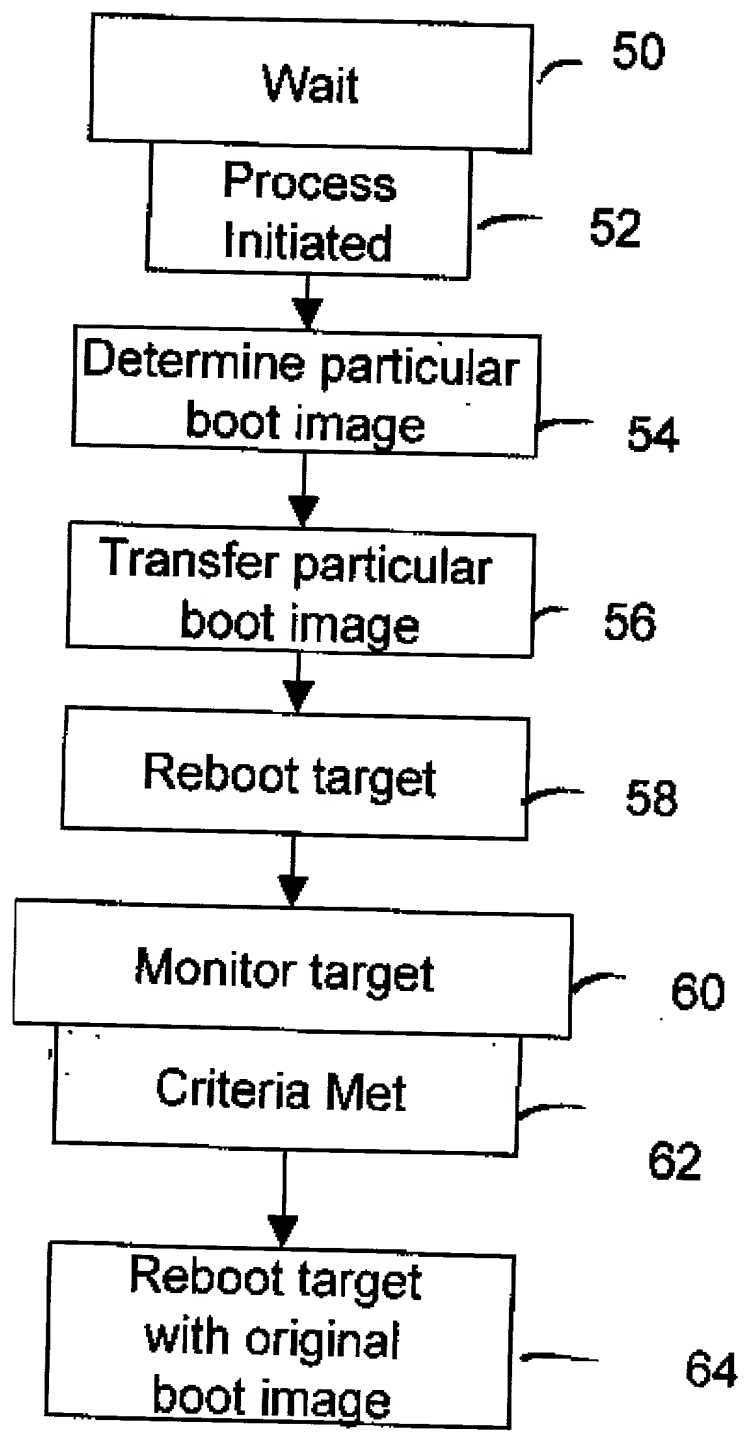 Wait
50
Process
Initiated
52
Determine particular
boot image
54
Transfer particular
boot image
56
Reboot target
58
Monitor target
60
Criteria Met
62
Reboot target
with original
boot image
64